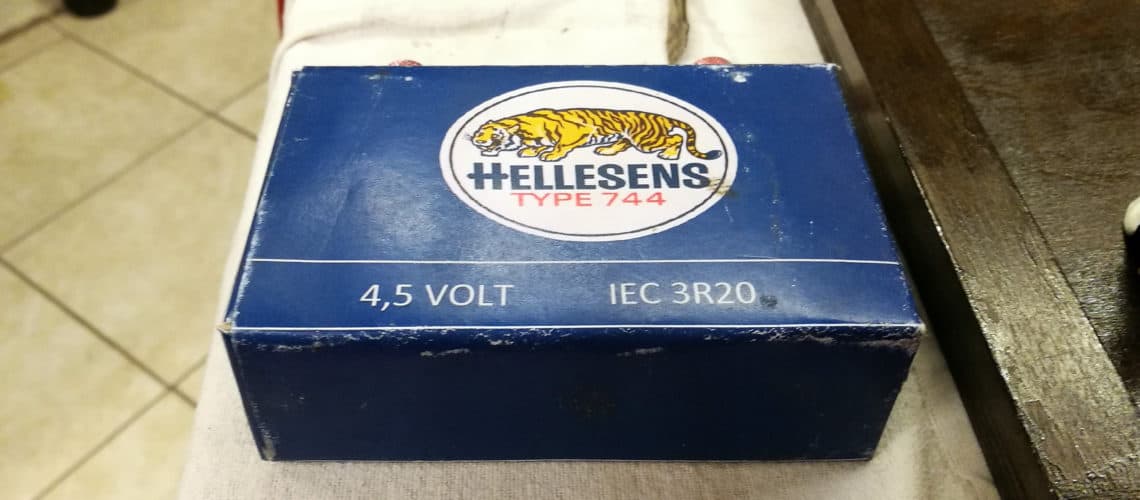 HELLESENS
TYPE 744
4,5 VOLT IEC 3R20